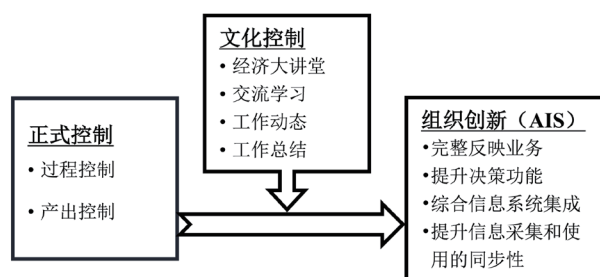 文化控制
• 经济大讲堂
• 交流学习
• 工作动态
• 工作总结
正式控制
• 过程控制
• 产出控制
组织创新（AIS）
•完整反映业务
•提升决策功能
•综合信息系统集成
•提升信息采集和使
用的同步性